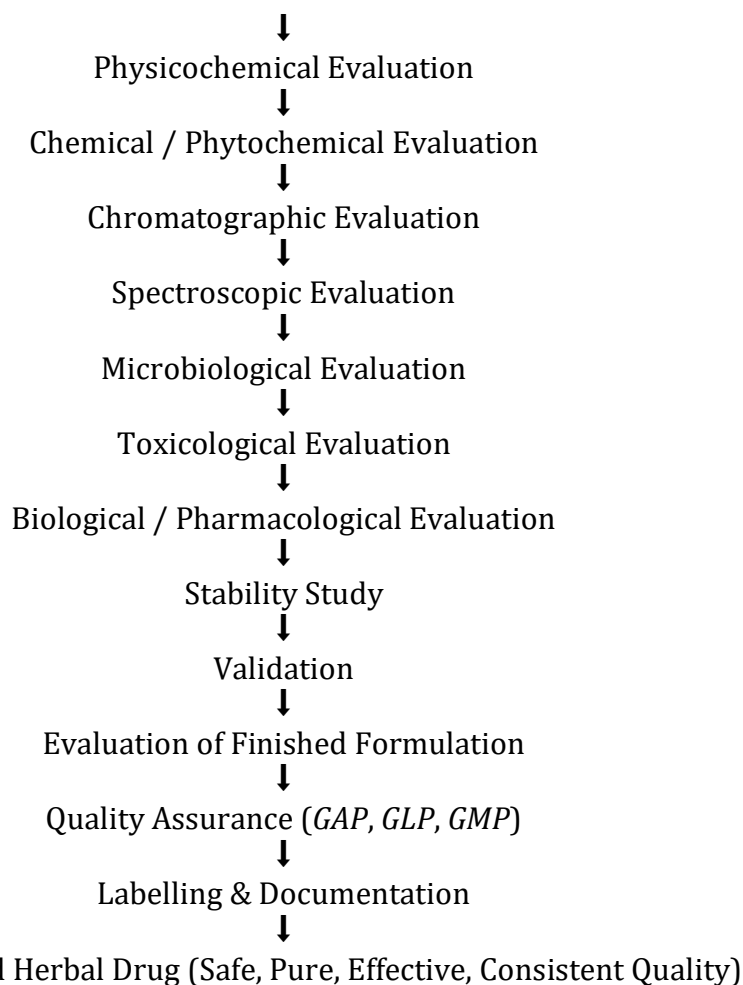 Physicochemical Evaluation
Chemical / Phytochemical Evaluation
Chromatographic Evaluation
Spectroscopic Evaluation
Microbiological Evaluation
Toxicological Evaluation
Biological / Pharmacological Evaluation
Stability Study
Validation
Evaluation of Finished Formulation
Quality Assurance (GAP, GLP, GMP)
Labelling & Documentation
Herbal Drug (Safe, Pure, Effective, Consistent Quality)